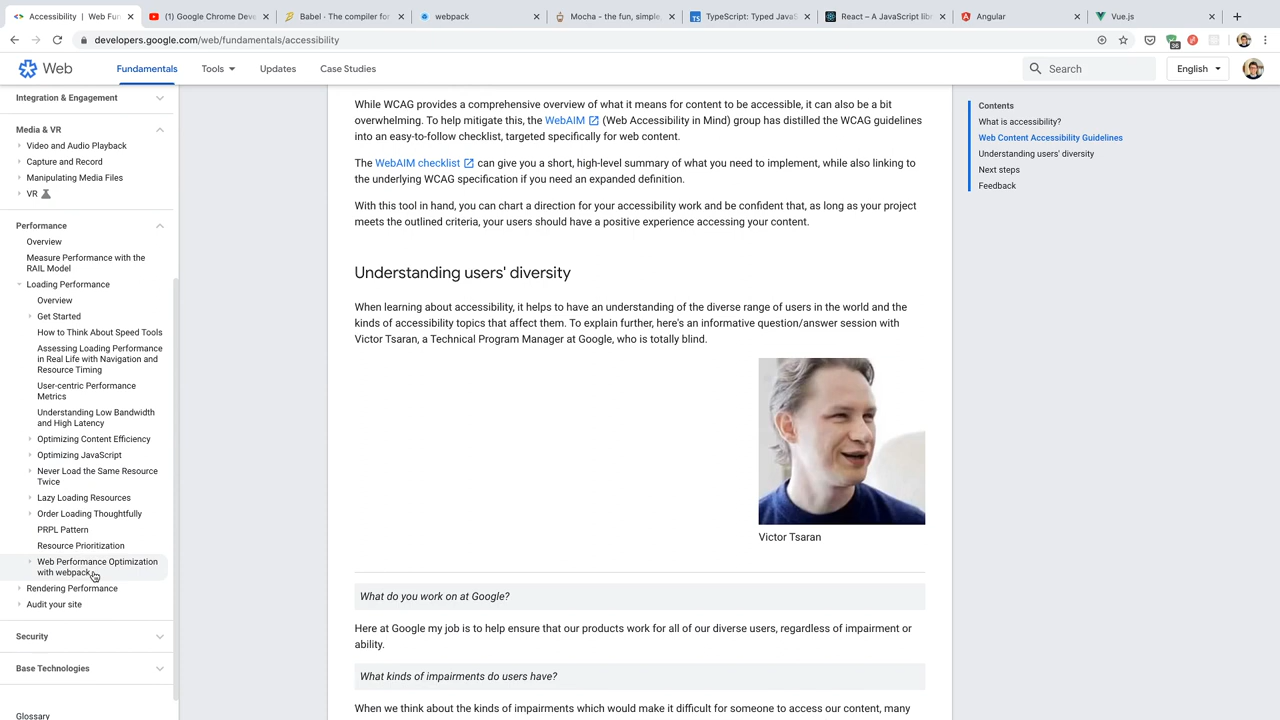 Accessibility | Web Fun
(1) Google Chrome Deve
Babel · The compiler for
webpack
Mocha - the fun, simple,
TypeScript: Typed JavaS
React – A JavaScript lib
Angular
Vue.js
developers.google.com/web/fundamentals/accessibility
36
Web
Fundamentals
Tools
Updates
Case Studies
Search
English
Integration & Engagement
Media & VR
Video and Audio Playback
Capture and Record
Manipulating Media Files
VR
Performance
Overview
Measure Performance with the
RAIL Model
Loading Performance
Overview
Get Started
How to Think About Speed Tools
Assessing Loading Performance
in Real Life with Navigation and
Resource Timing
User-centric Performance
Metrics
Understanding Low Bandwidth
and High Latency
Optimizing Content Efficiency
Optimizing JavaScript
Never Load the Same Resource
Twice
Lazy Loading Resources
Order Loading Thoughtfully
PRPL Pattern
Resource Prioritization
Web Performance Optimization
with webpack
Rendering Performance
Audit your site
Security
Base Technologies
Glossary
While WCAG provides a comprehensive overview of what it means for content to be accessible, it can also be a bit
overwhelming. To help mitigate this, the WebAIM (Web Accessibility in Mind) group has distilled the WCAG guidelines
into an easy-to-follow checklist, targeted specifically for web content.
The WebAIM checklist can give you a short, high-level summary of what you need to implement, while also linking to
the underlying WCAG specification if you need an expanded definition.
With this tool in hand, you can chart a direction for your accessibility work and be confident that, as long as your project
meets the outlined criteria, your users should have a positive experience accessing your content.
Understanding users' diversity
When learning about accessibility, it helps to have an understanding of the diverse range of users in the world and the
kinds of accessibility topics that affect them. To explain further, here's an informative question/answer session with
Victor Tsaran, a Technical Program Manager at Google, who is totally blind.
Victor Tsaran
What do you work on at Google?
Here at Google my job is to help ensure that our products work for all of our diverse users, regardless of impairment or
ability.
What kinds of impairments do users have?
When we think about the kinds of impairments which would make it difficult for someone to access our content, many
Contents
What is accessibility?
Web Content Accessibility Guidelines
Understanding users' diversity
Next steps
Feedback